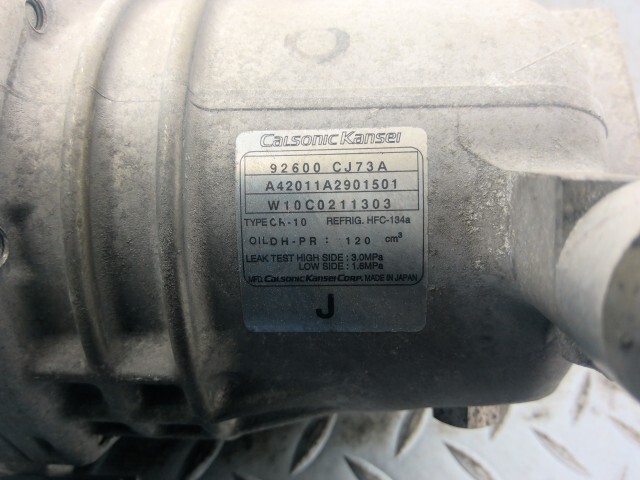 CALSONIC KANSEI
92600 CJ73A
A42011A2901501
W10C0211303
TYPE CR-10 REFRIG. HFC-134a
OIL DH-PR : 120 cm³
LEAK TEST HIGH SIDE : 3.0MPa
LOW SIDE : 1.6MPa
MFD. CALSONIC KANSEI CORP. MADE IN JAPAN
J